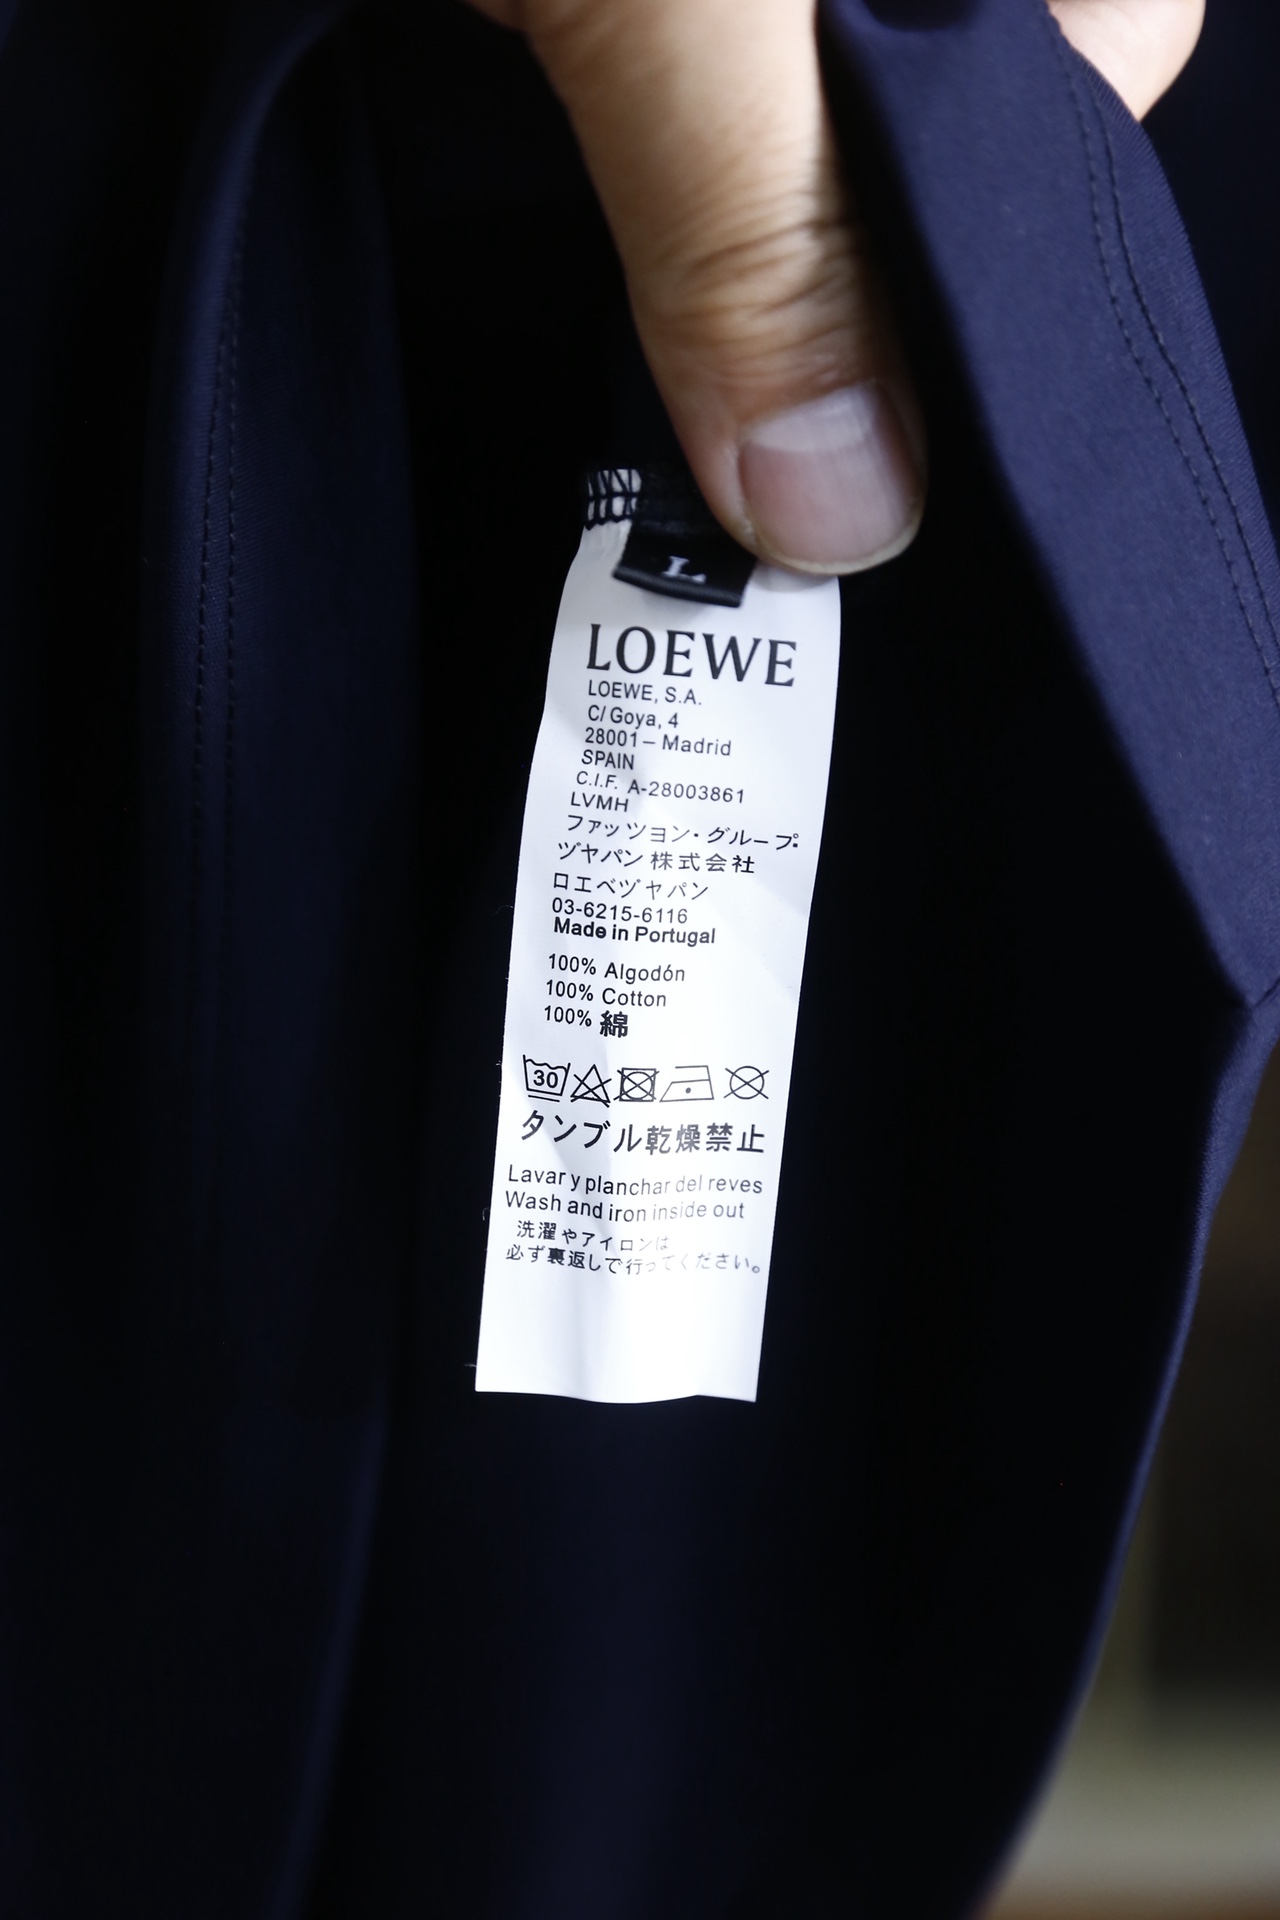 L
LOEWE
LOEWE, S.A.
C/ Goya, 4
28001 – Madrid
SPAIN
C.I.F. A-28003861
LVMH
ファッツョン・グループ
ヅヤパン 株式会社
ロエベヅャパン
03-6215-6116
Made in Portugal
100% Algodón
100% Cotton
100% 綿
30
タンブル乾燥禁止
Lavar y planchar del reves
Wash and iron inside out
洗濯やアイロンは
必ず裏返しで行ってください。